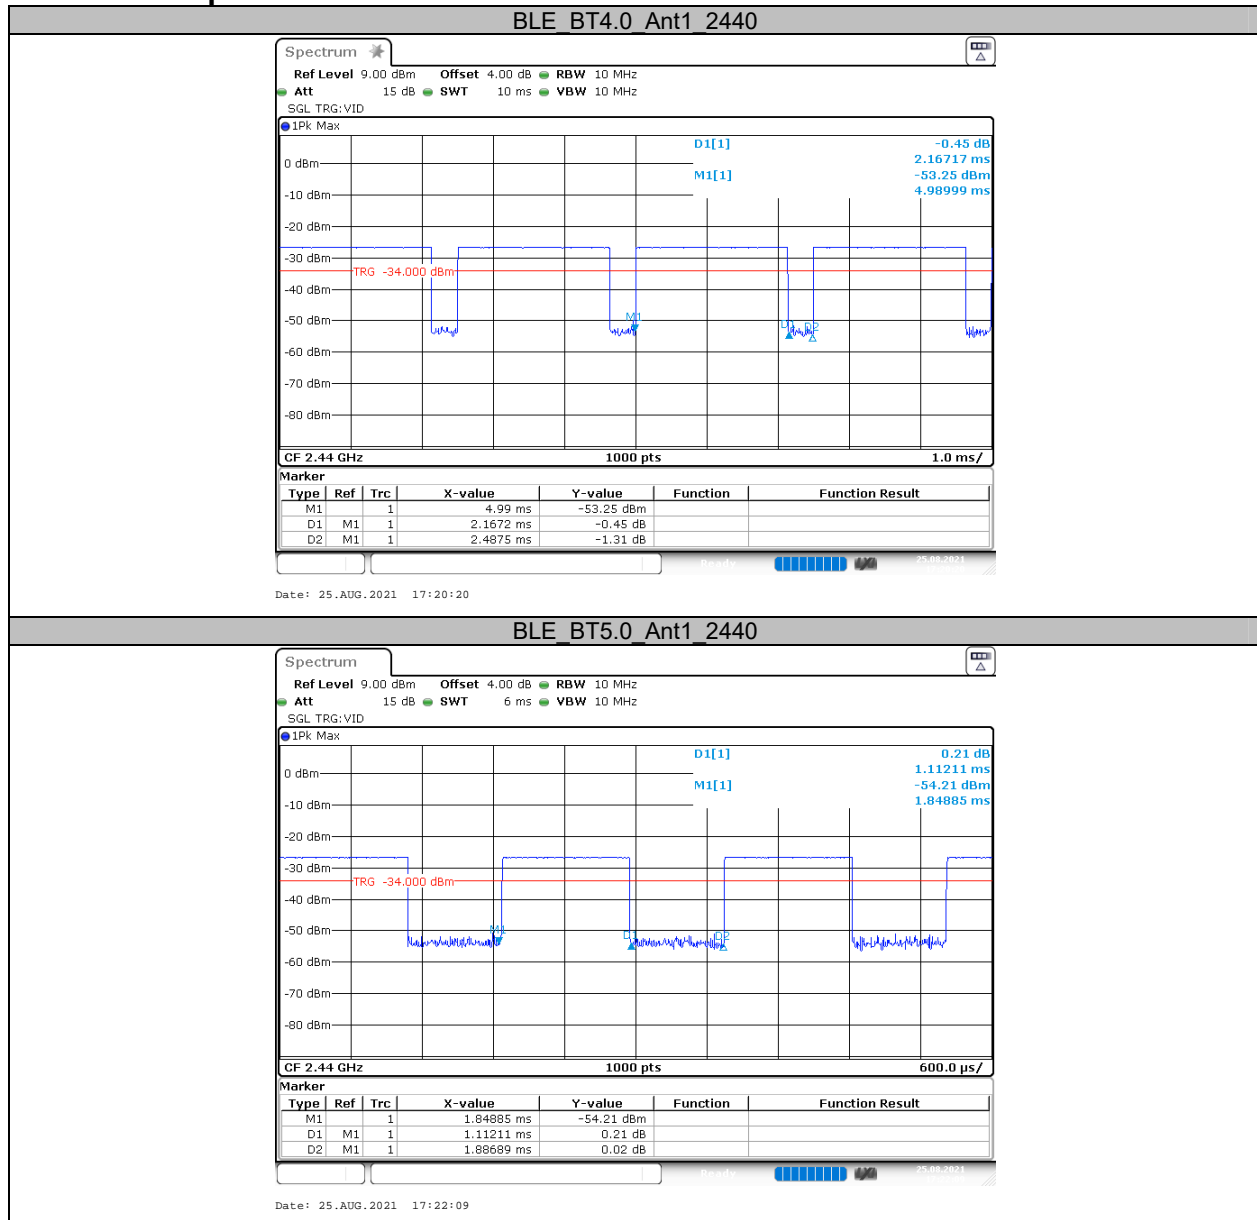 BLE_BT4.0_Ant1_2440
Spectrum
Ref Level 9.00 dBm Offset 4.00 dB RBW 10 MHz
Att 15 dB SWT 10 ms VBW 10 MHz
SGL TRG:VID
1Pk Max
D1[1] -0.45 dB
2.16717 ms
M1[1] -53.25 dBm
4.98999 ms
0 dBm
-10 dBm
-20 dBm
-30 dBm
TRG -34.000 dBm
-40 dBm
-50 dBm
M1
D1 D2
-60 dBm
-70 dBm
-80 dBm
CF 2.44 GHz 1000 pts 1.0 ms/
Marker
Type Ref Trc X-value Y-value Function Function Result
M1 1 4.99 ms -53.25 dBm
D1 M1 1 2.1672 ms -0.45 dB
D2 M1 1 2.4875 ms -1.31 dB
Ready 25.08.2021
Date: 25.AUG.2021 17:20:20
BLE_BT5.0_Ant1_2440
Spectrum
Ref Level 9.00 dBm Offset 4.00 dB RBW 10 MHz
Att 15 dB SWT 6 ms VBW 10 MHz
SGL TRG:VID
1Pk Max
D1[1] 0.21 dB
1.11211 ms
M1[1] -54.21 dBm
1.84885 ms
0 dBm
-10 dBm
-20 dBm
-30 dBm
TRG -34.000 dBm
-40 dBm
-50 dBm
M1 D1 D2
-60 dBm
-70 dBm
-80 dBm
CF 2.44 GHz 1000 pts 600.0 µs/
Marker
Type Ref Trc X-value Y-value Function Function Result
M1 1 1.84885 ms -54.21 dBm
D1 M1 1 1.11211 ms 0.21 dB
D2 M1 1 1.88689 ms 0.02 dB
Ready 25.08.2021
Date: 25.AUG.2021 17:22:09